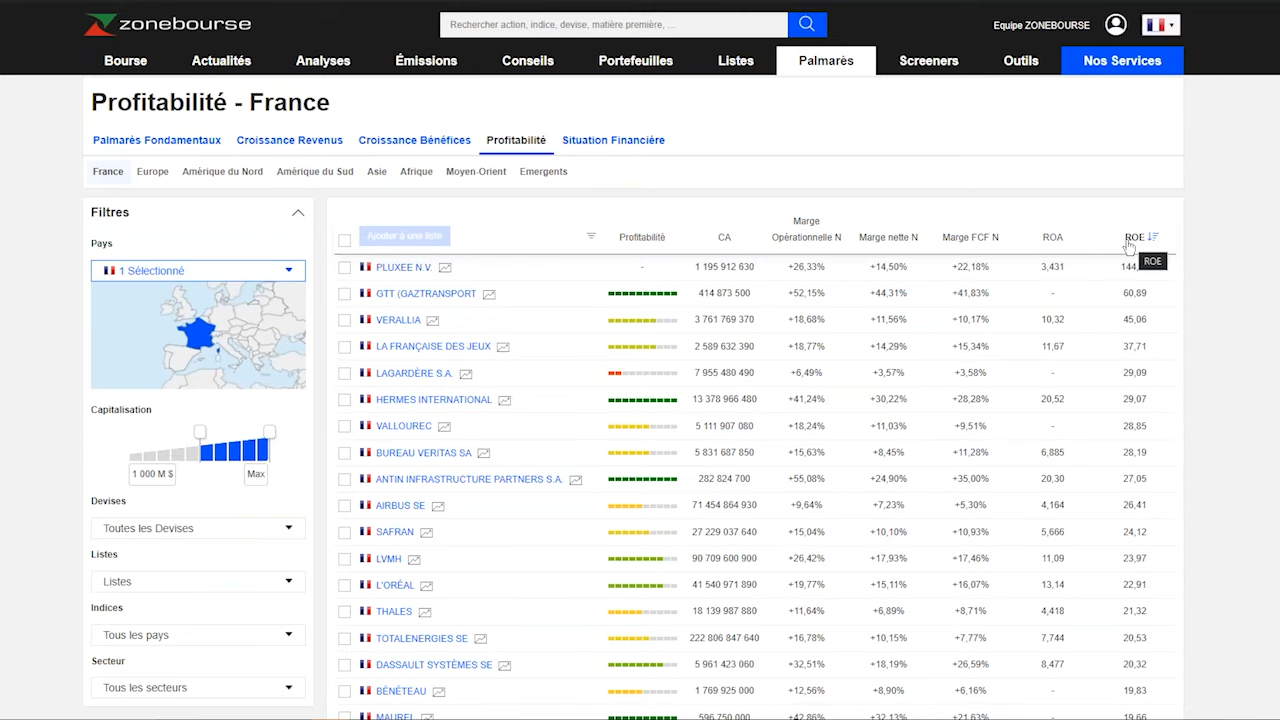 zonebourse
Rechercher action, indice, devise, matière première, ...
Equipe ZONEBOURSE
Bourse Actualités Analyses Émissions Conseils Portefeuilles Listes Palmarès Screeners Outils Nos Services
Profitabilité - France
Palmarès Fondamentaux Croissance Revenus Croissance Bénéfices Profitabilité Situation Financière
France Europe Amérique du Nord Amérique du Sud Asie Afrique Moyen-Orient Emergents
Filtres
Pays
1 Sélectionné
Capitalisation
1 000 M $ Max
Devises
Toutes les Devises
Listes
Listes
Indices
Tous les pays
Secteur
Tous les secteurs
Ajouter à une liste Profitabilité CA Marge Opérationnelle N Marge nette N Marge FCF N ROA ROE
ROE
PLUXEE N.V. - 1 195 912 630 +26,33% +14,50% +22,18% 3,431 144,
GTT (GAZTRANSPORT 414 873 500 +52,15% +44,31% +41,83% - 60,89
VERALLIA 3 761 769 370 +18,68% +11,56% +10,17% 10,32 45,06
LA FRANÇAISE DES JEUX 2 589 632 390 +18,77% +14,29% +15,34% 11,67 37,71
LAGARDÈRE S.A. 7 955 480 490 +6,49% +3,57% +3,58% - 29,09
HERMES INTERNATIONAL 13 378 966 480 +41,24% +30,22% +28,28% 20,52 29,07
VALLOUREC 5 111 907 080 +18,24% +11,03% +9,51% - 28,85
BUREAU VERITAS SA 5 831 687 850 +15,63% +8,45% +11,28% 6,885 28,19
ANTIN INFRASTRUCTURE PARTNERS S.A. 282 824 700 +55,08% +24,90% +35,00% 20,30 27,05
AIRBUS SE 71 454 864 930 +9,64% +7,23% +5,30% 4,164 26,41
SAFRAN 27 229 037 640 +15,04% +10,10% +10,93% 5,666 24,12
LVMH 90 709 600 900 +26,42% +17,93% +17,46% 11,09 23,97
L'ORÉAL 41 540 971 890 +19,77% +15,11% +16,07% 13,14 22,91
THALES 18 139 987 880 +11,64% +6,89% +8,71% 4,418 21,32
TOTALENERGIES SE 222 806 847 640 +16,78% +10,15% +7,77% 7,744 20,53
DASSAULT SYSTÈMES SE 5 961 423 060 +32,51% +18,19% +26,59% 8,477 20,32
BÉNÉTEAU 1 769 925 000 +12,56% +8,90% +6,16% - 19,83
MAUREL 596 750 000 +42,86% +32,13% +21,63% - 19,66